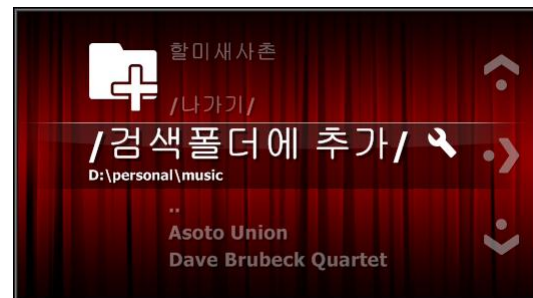 할미새사촌
/나가기/
/검색폴더에 추가/
D:\personal\music
..
Asoto Union
Dave Brubeck Quartet